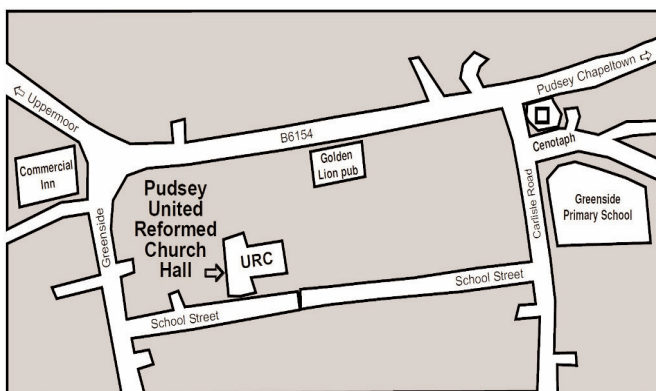 ⇦ Uppermoor
Pudsey Chapeltown ⇨
B6154
Cenotaph
Commercial
Inn
Golden
Lion pub
Greenside
Pudsey
United
Reformed
Church
Hall
URC
Carlisle Road
Greenside
Primary School
School Street
School Street